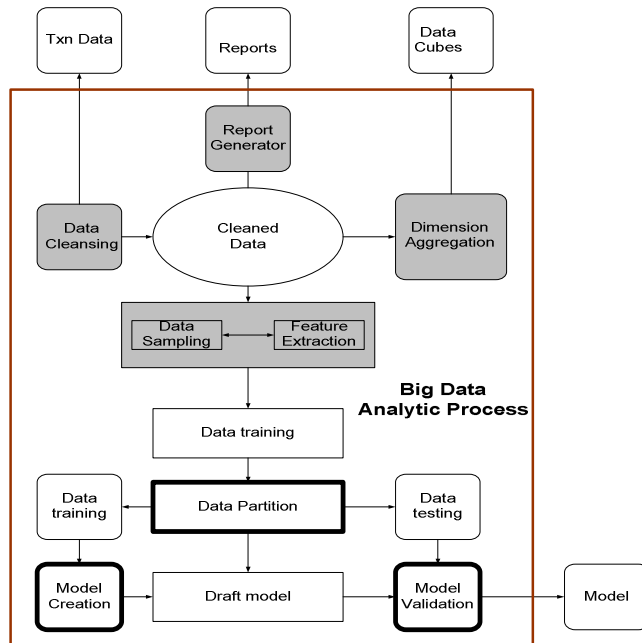 Txn Data
Reports
Data
Cubes
Report
Generator
Data
Cleansing
Cleaned
Data
Dimension
Aggregation
Data
Sampling
Feature
Extraction
Big Data
Analytic Process
Data training
Data
training
Data Partition
Data
testing
Model
Creation
Draft model
Model
Validation
Model